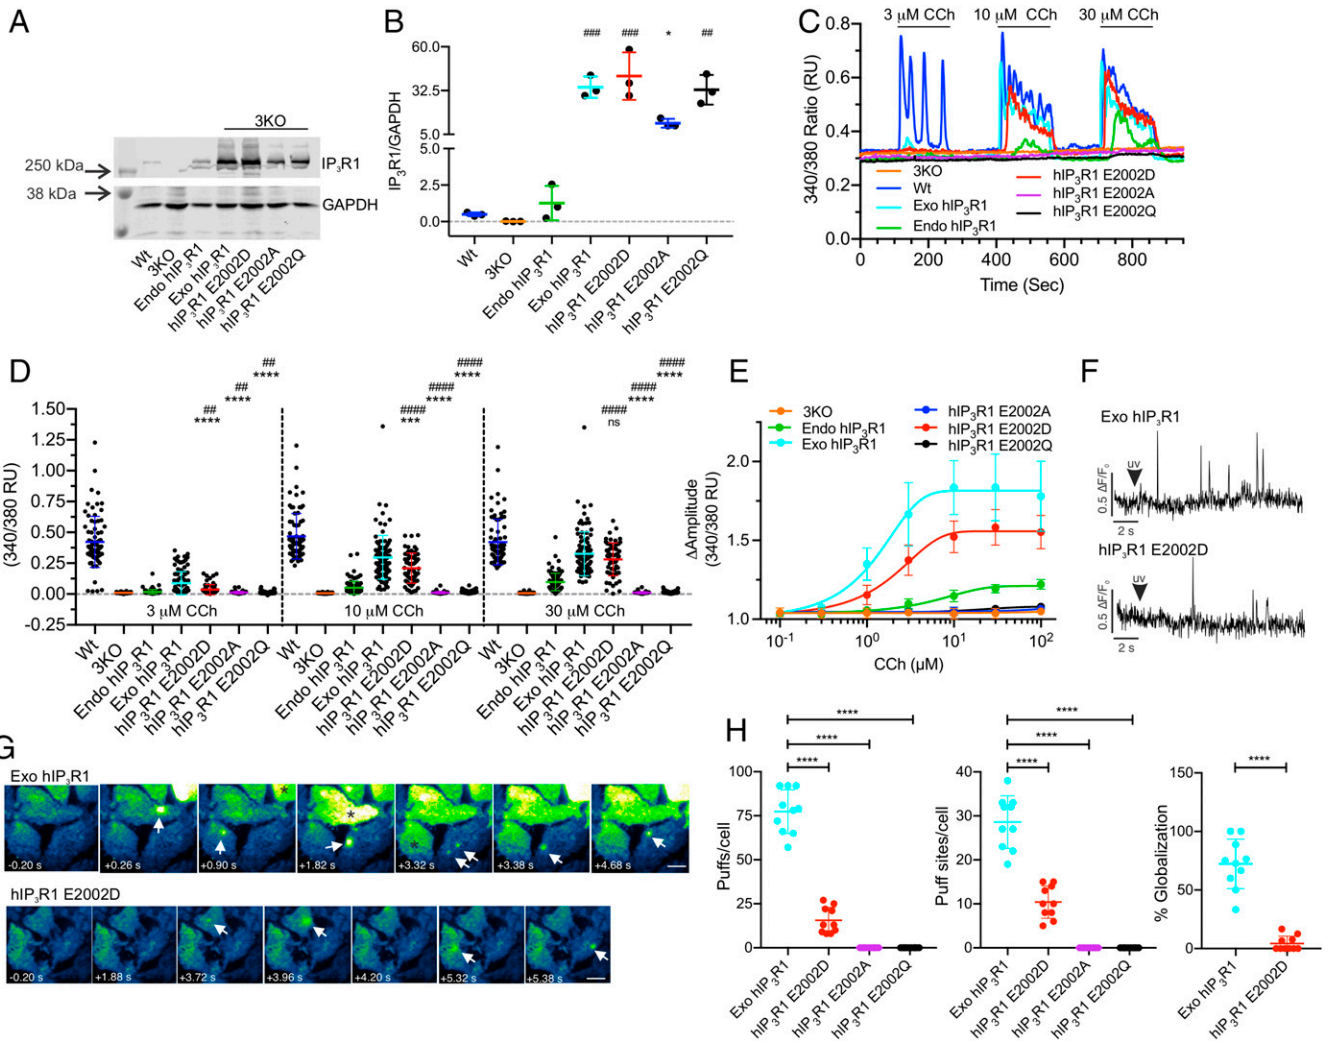 A
3KO
250 kDa
IP3R1
38 kDa
GAPDH
Wt
3KO
Endo hIP3R1
Exo hIP3R1
hIP3R1 E2002D
hIP3R1 E2002A
hIP3R1 E2002Q
B
### ### * ##
60.0
32.5
5.0
5.0
2.5
0.0
IP3R1/GAPDH
Wt
3KO
Endo hIP3R1
Exo hIP3R1
hIP3R1 E2002D
hIP3R1 E2002A
hIP3R1 E2002Q
C
3 µM CCh 10 µM CCh 30 µM CCh
0.8
0.6
0.4
0.2
0.0
340/380 Ratio (RU)
3KO
Wt
Exo hIP3R1
Endo hIP3R1
hIP3R1 E2002D
hIP3R1 E2002A
hIP3R1 E2002Q
0 200 400 600 800
Time (Sec)
D
##
****
##
****
##
****
####
***
####
****
####
****
####
ns
####
****
####
****
1.50
1.25
1.00
0.75
0.50
0.25
0.00
-0.25
(340/380 RU)
3 µM CCh 10 µM CCh 30 µM CCh
Wt
3KO
Endo hIP3R1
Exo hIP3R1
hIP3R1 E2002D
hIP3R1 E2002A
hIP3R1 E2002Q
Wt
3KO
Endo hIP3R1
Exo hIP3R1
hIP3R1 E2002D
hIP3R1 E2002A
hIP3R1 E2002Q
Wt
3KO
Endo hIP3R1
Exo hIP3R1
hIP3R1 E2002D
hIP3R1 E2002A
hIP3R1 E2002Q
E
3KO
Endo hIP3R1
Exo hIP3R1
hIP3R1 E2002A
hIP3R1 E2002D
hIP3R1 E2002Q
2.0
1.5
1.0
ΔAmplitude
(340/380 RU)
10-1 100 101 102
CCh (µM)
F
Exo hIP3R1
uv
0.5 ΔF/Fo
2 s
hIP3R1 E2002D
uv
0.5 ΔF/Fo
2 s
G
Exo hIP3R1
* * *
-0.20 s +0.26 s +0.90 s +1.82 s +3.32 s +3.38 s +4.68 s
hIP3R1 E2002D
-0.20 s +1.88 s +3.72 s +3.96 s +4.20 s +5.32 s +5.38 s
H
****
****
****
100
75
50
25
0
Puffs/cell
Exo hIP3R1
hIP3R1 E2002D
hIP3R1 E2002A
hIP3R1 E2002Q
****
****
****
40
30
20
10
0
Puff sites/cell
Exo hIP3R1
hIP3R1 E2002D
hIP3R1 E2002A
hIP3R1 E2002Q
****
150
100
50
0
% Globalization
Exo hIP3R1
hIP3R1 E2002D